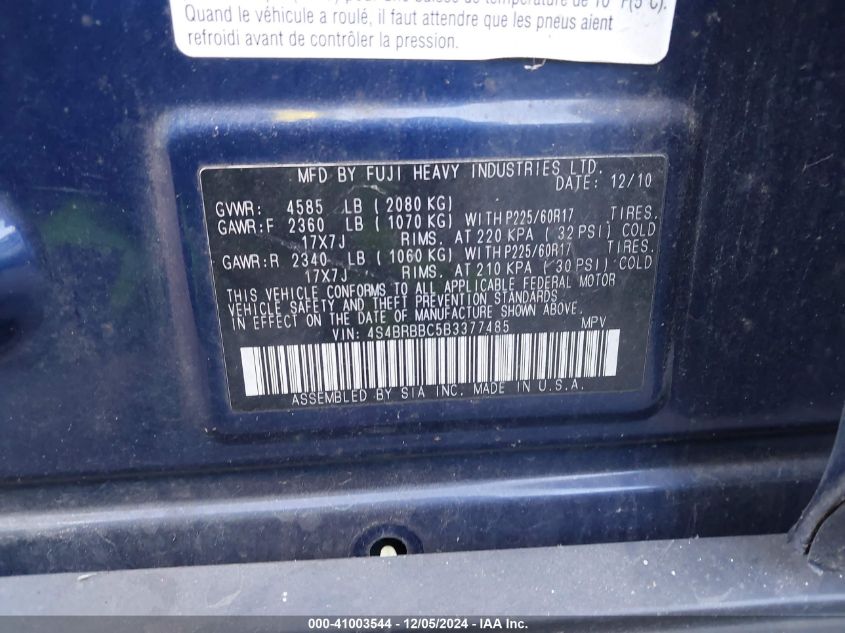 température de 10°F(5°C).
Quand le véhicule a roulé, il faut attendre que les pneus aient
refroidi avant de contrôler la pression.
MFD BY FUJI HEAVY INDUSTRIES LTD.
DATE: 12/10
GVWR: 4585 LB ( 2080 KG)
GAWR:F 2360 LB ( 1070 KG) WITH P225/60R17 TIRES.
17X7J RIMS. AT 220 KPA ( 32 PSI) COLD
GAWR:R 2340 LB ( 1060 KG) WITH P225/60R17 TIRES.
17X7J RIMS. AT 210 KPA ( 30 PSI) COLD
THIS VEHICLE CONFORMS TO ALL APPLICABLE FEDERAL MOTOR
VEHICLE SAFETY AND THEFT PREVENTION STANDARDS
IN EFFECT ON THE DATE OF MANUFACTURE SHOWN ABOVE.
VIN: 4S4BRBBC5B3377485 MPV
ASSEMBLED BY SIA INC. MADE IN U.S.A.
000-41003544 - 12/05/2024 - IAA Inc.